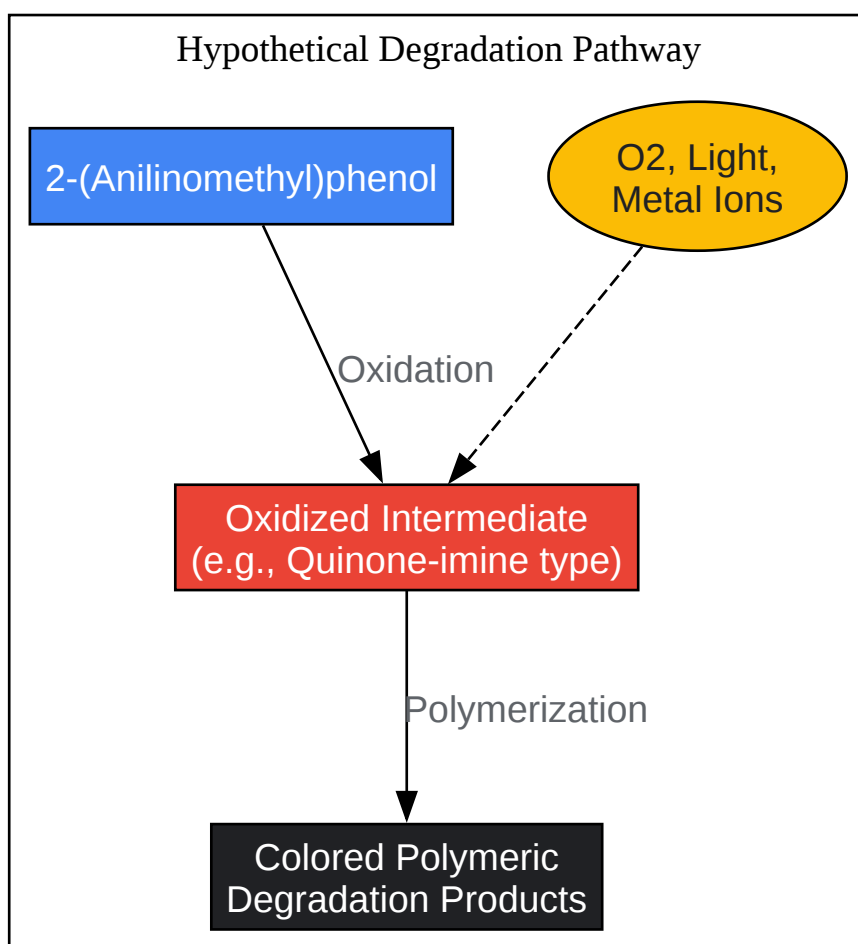 Hypothetical Degradation Pathway
2-(Anilinomethyl)phenol
O2, Light,
Metal Ions
Oxidation
Oxidized Intermediate
(e.g., Quinone-imine type)
Polymerization
Colored Polymeric
Degradation Products